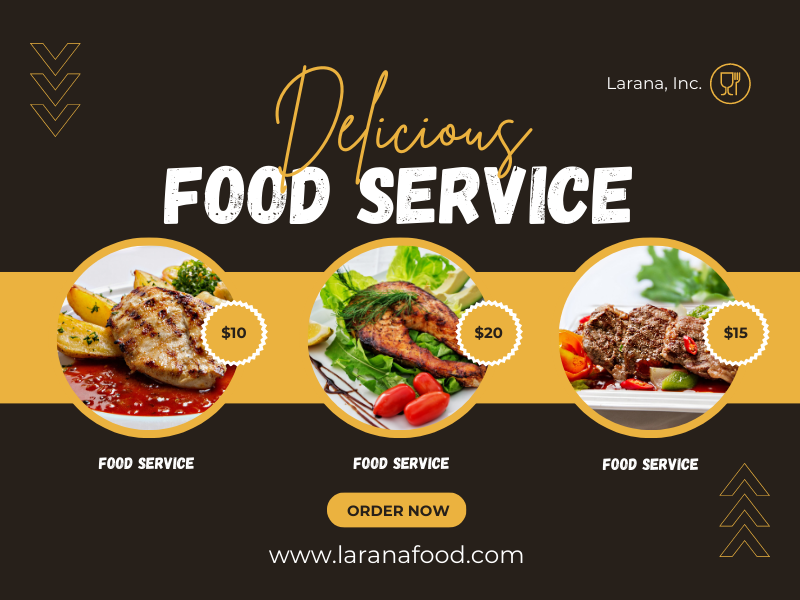 Larana, Inc.
Delicious
FOOD SERVICE
$10
$20
$15
FOOD SERVICE
FOOD SERVICE
FOOD SERVICE
ORDER NOW
www.laranafood.com